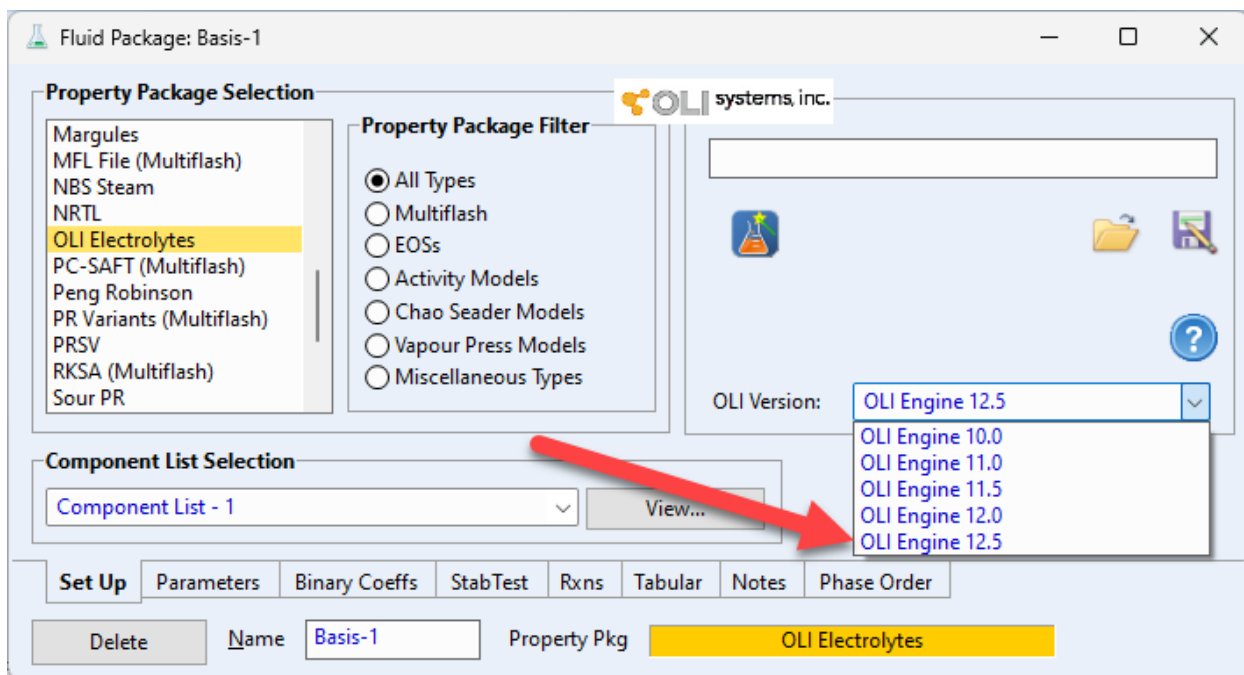 Fluid Package: Basis-1
Property Package Selection
Margules
MFL File (Multiflash)
NBS Steam
NRTL
OLI Electrolytes
PC-SAFT (Multiflash)
Peng Robinson
PR Variants (Multiflash)
PRSV
RKSA (Multiflash)
Sour PR
Property Package Filter
All Types
Multiflash
EOSs
Activity Models
Chao Seader Models
Vapour Press Models
Miscellaneous Types
OLI systems, inc.
?
OLI Version: OLI Engine 12.5
OLI Engine 10.0
OLI Engine 11.0
OLI Engine 11.5
OLI Engine 12.0
OLI Engine 12.5
Component List Selection
Component List - 1 View...
Set Up Parameters Binary Coeffs StabTest Rxns Tabular Notes Phase Order
Delete Name Basis-1 Property Pkg OLI Electrolytes